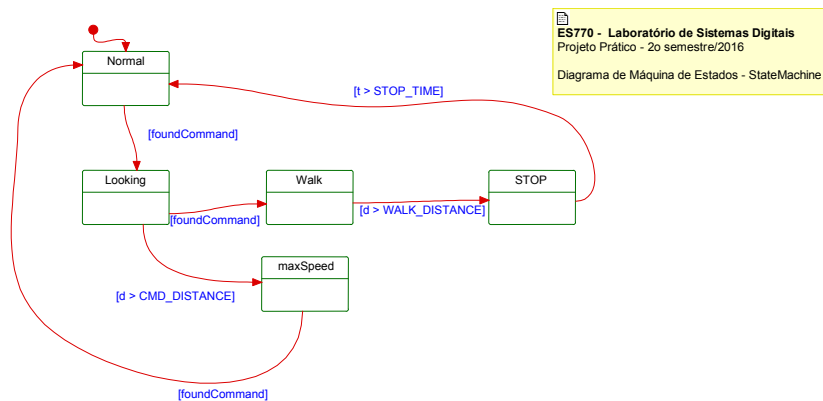 ES770 - Laboratório de Sistemas Digitais
Projeto Prático - 2o semestre/2016
Diagrama de Máquina de Estados - StateMachine
Normal
[t > STOP_TIME]
[foundCommand]
Looking
Walk
STOP
[foundCommand]
[d > WALK_DISTANCE]
maxSpeed
[d > CMD_DISTANCE]
[foundCommand]